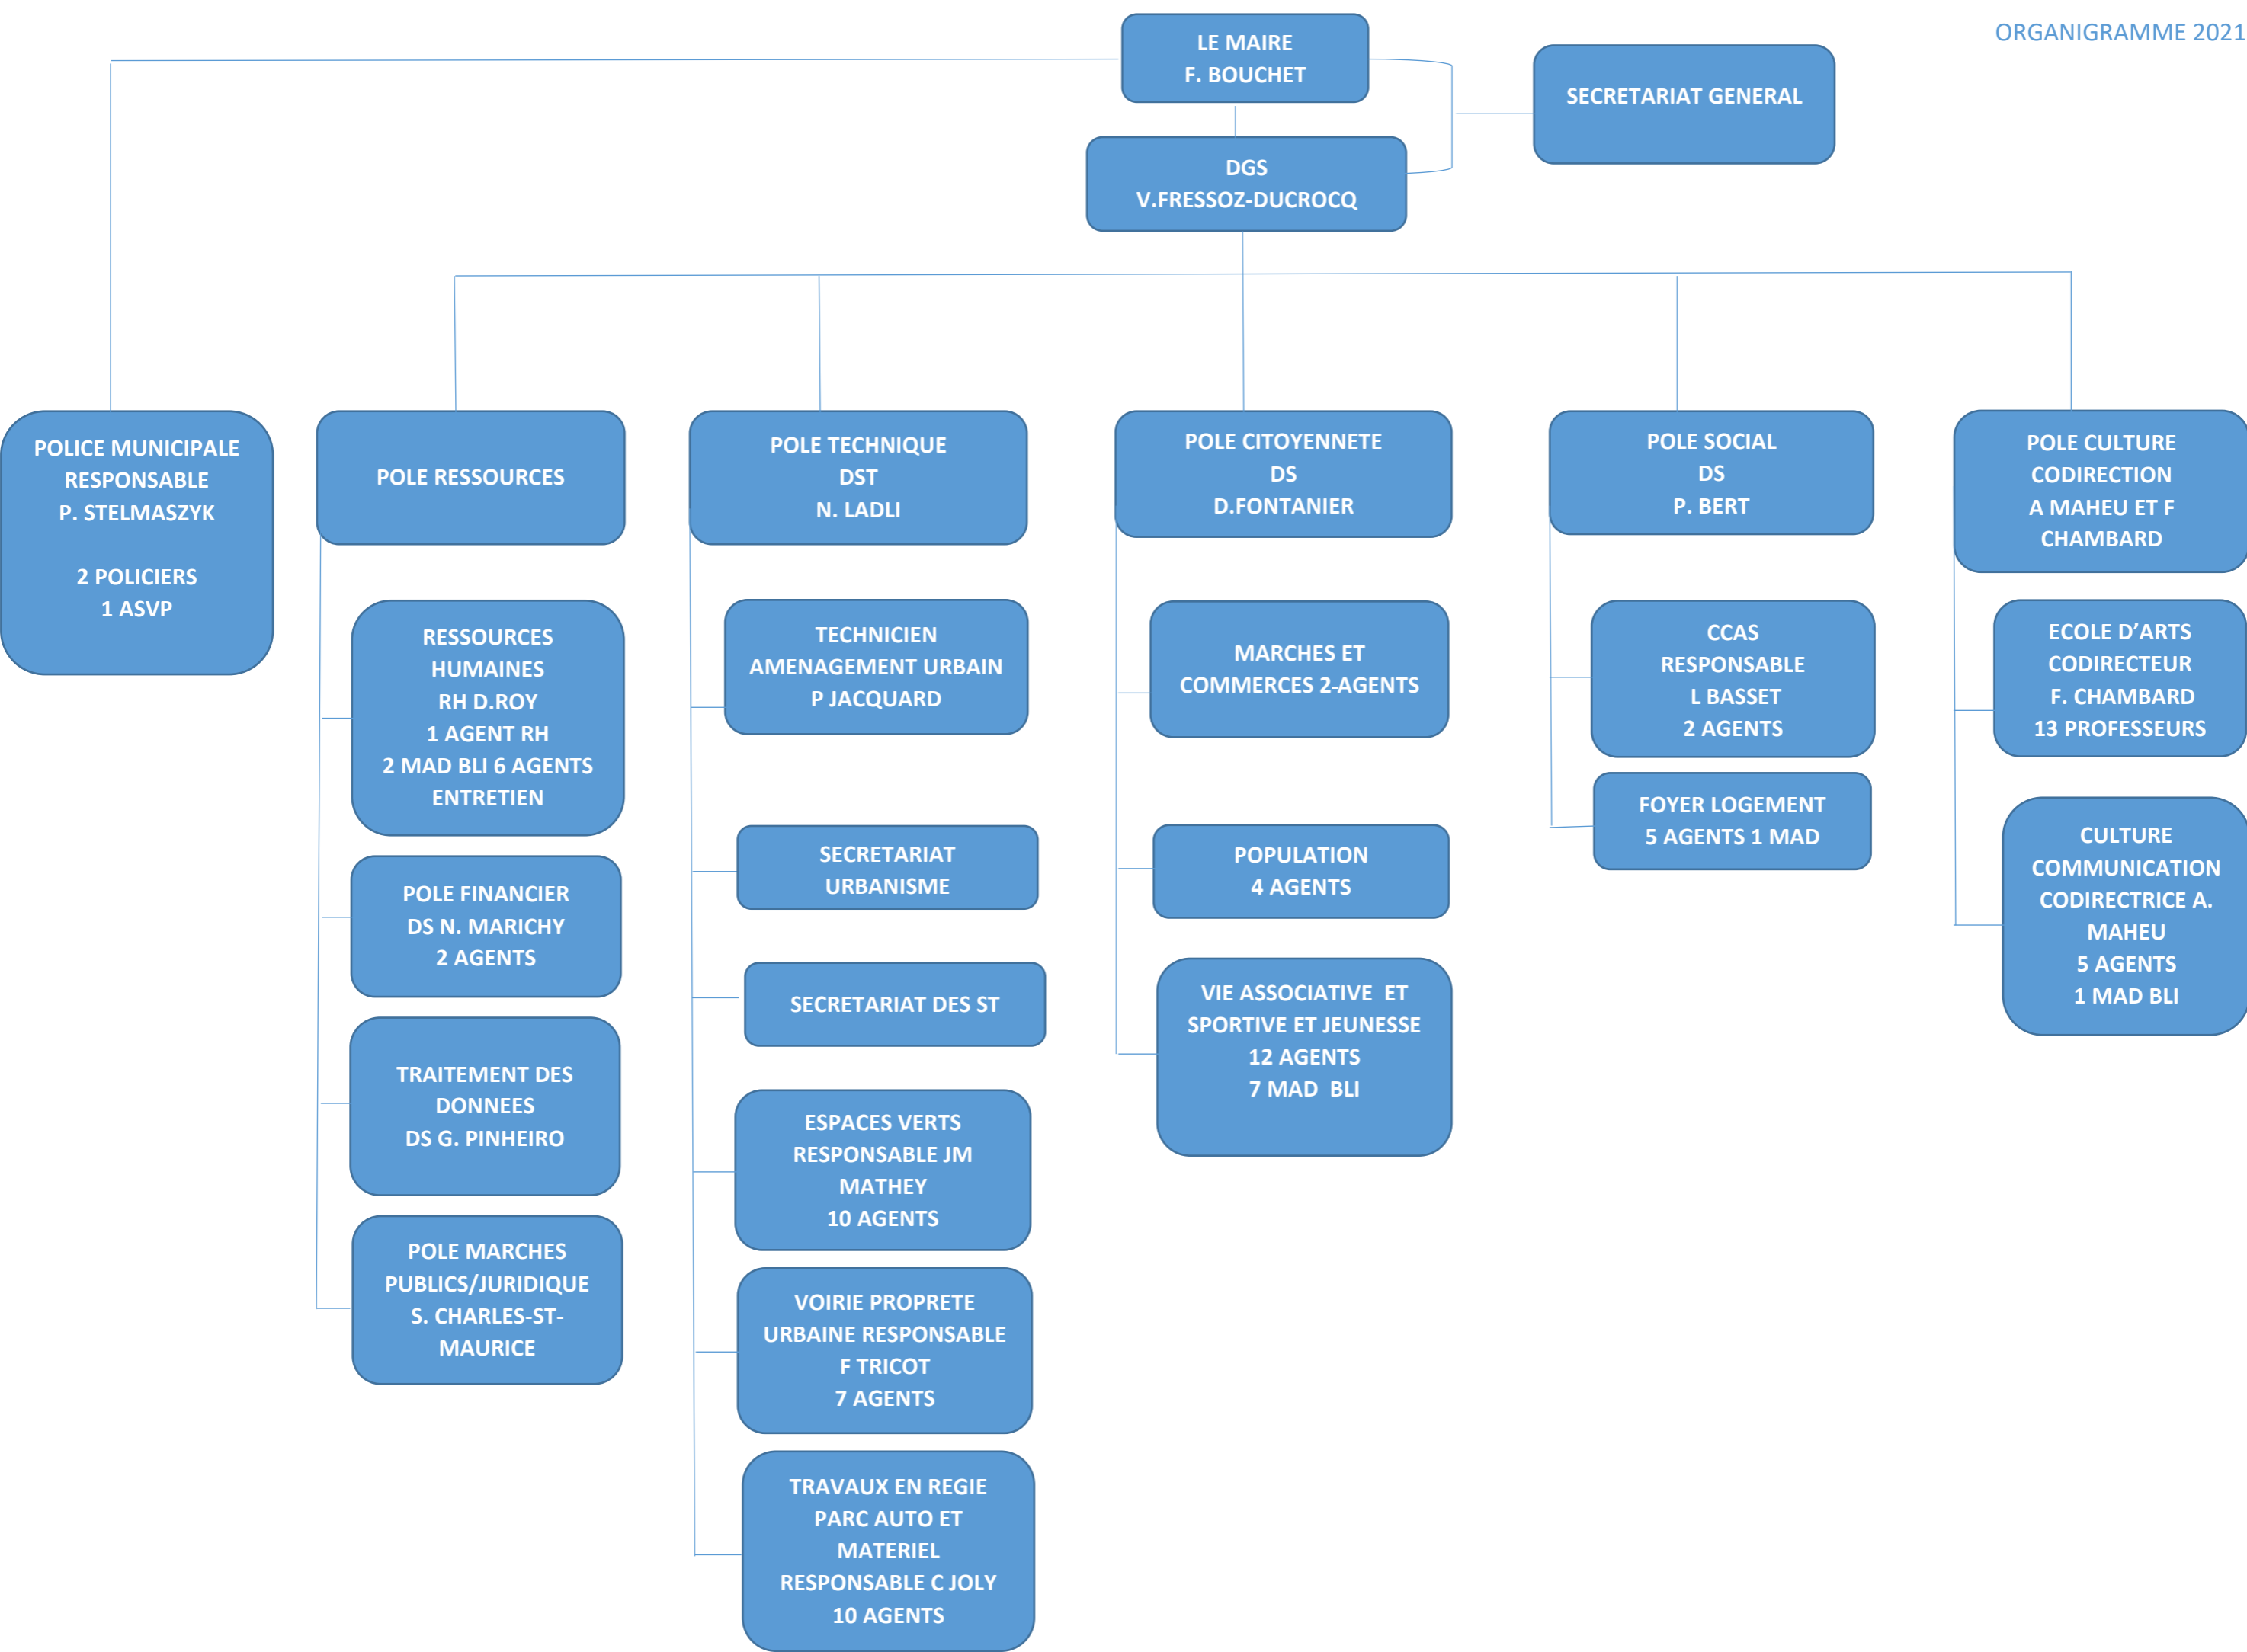 ORGANIGRAMME 2021
LE MAIRE
F. BOUCHET
SECRETARIAT GENERAL
DGS
V.FRESSOZ-DUCROCQ
POLICE MUNICIPALE
RESPONSABLE
P. STELMASZYK
2 POLICIERS
1 ASVP
POLE RESSOURCES
RESSOURCES
HUMAINES
RH D.ROY
1 AGENT RH
2 MAD BLI 6 AGENTS
ENTRETIEN
POLE FINANCIER
DS N. MARICHY
2 AGENTS
TRAITEMENT DES
DONNEES
DS G. PINHEIRO
POLE MARCHES
PUBLICS/JURIDIQUE
S. CHARLES-ST-
MAURICE
POLE TECHNIQUE
DST
N. LADLI
TECHNICIEN
AMENAGEMENT URBAIN
P JACQUARD
SECRETARIAT
URBANISME
SECRETARIAT DES ST
ESPACES VERTS
RESPONSABLE JM
MATHEY
10 AGENTS
VOIRIE PROPRETE
URBAINE RESPONSABLE
F TRICOT
7 AGENTS
TRAVAUX EN REGIE
PARC AUTO ET
MATERIEL
RESPONSABLE C JOLY
10 AGENTS
POLE CITOYENNETE
DS
D.FONTANIER
MARCHES ET
COMMERCES 2-AGENTS
POPULATION
4 AGENTS
VIE ASSOCIATIVE  ET
SPORTIVE ET JEUNESSE
12 AGENTS
7 MAD  BLI
POLE SOCIAL
DS
P. BERT
CCAS
RESPONSABLE
L BASSET
2 AGENTS
FOYER LOGEMENT
5 AGENTS 1 MAD
POLE CULTURE
CODIRECTION
A MAHEU ET F
CHAMBARD
ECOLE D’ARTS
CODIRECTEUR
F. CHAMBARD
13 PROFESSEURS
CULTURE
COMMUNICATION
CODIRECTRICE A.
MAHEU
5 AGENTS
1 MAD BLI